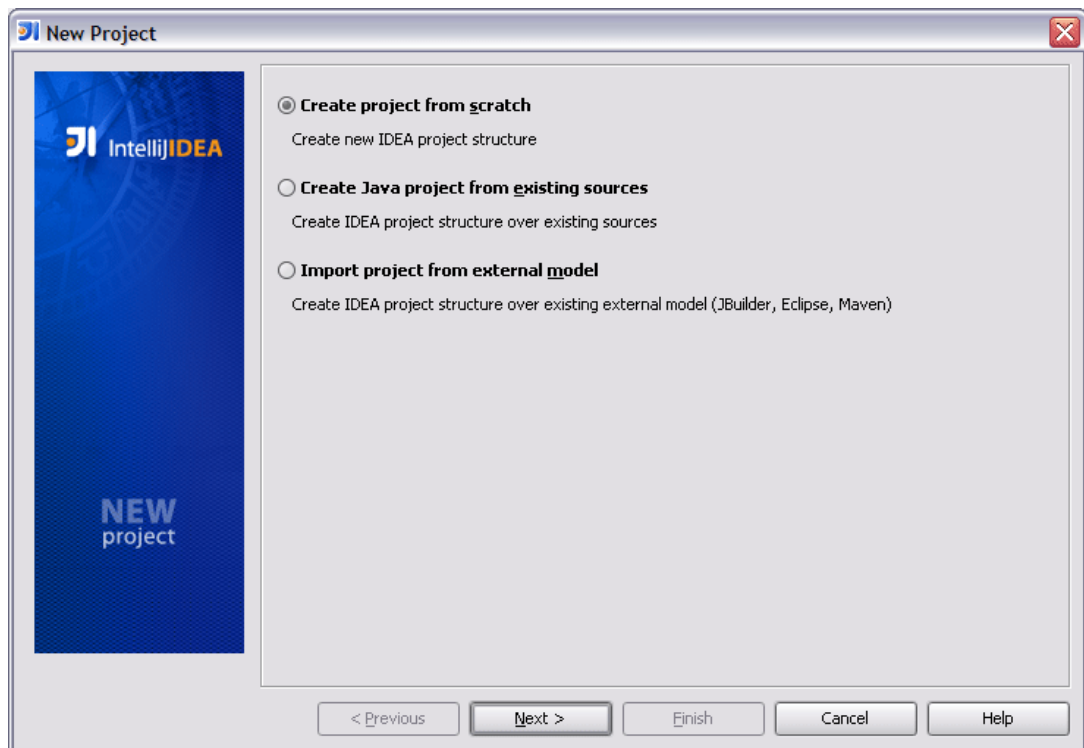 New Project
IntelliJIDEA
NEW
project
Create project from scratch
Create new IDEA project structure
Create Java project from existing sources
Create IDEA project structure over existing sources
Import project from external model
Create IDEA project structure over existing external model (JBuilder, Eclipse, Maven)
< Previous
Next >
Finish
Cancel
Help